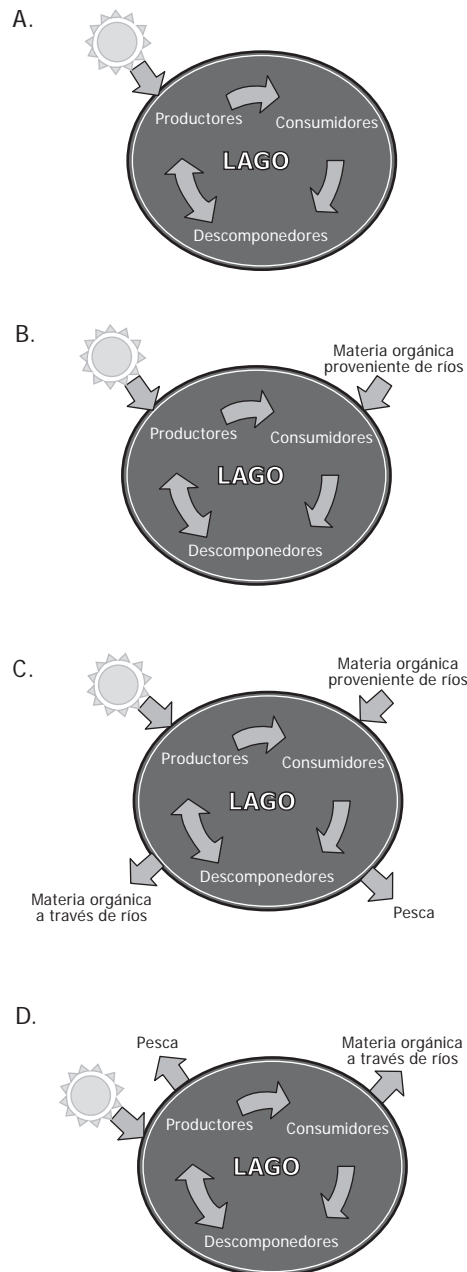 A.
Productores
Consumidores
LAGO
Descomponedores
B.
Materia orgánica
proveniente de ríos
Productores
Consumidores
LAGO
Descomponedores
C.
Materia orgánica
proveniente de ríos
Productores
Consumidores
LAGO
Descomponedores
Materia orgánica
a través de ríos
Pesca
D.
Pesca
Materia orgánica
a través de ríos
Productores
Consumidores
LAGO
Descomponedores